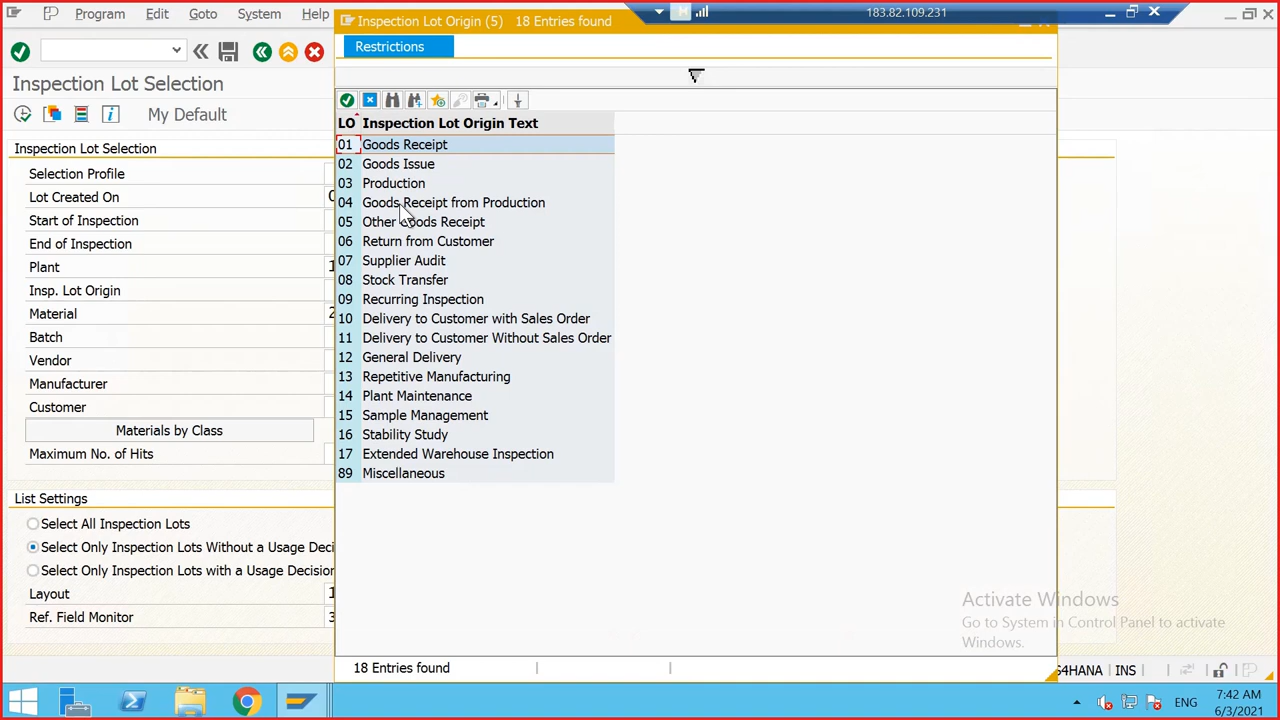 Program Edit Goto System Help
Inspection Lot Origin (5) 18 Entries found
183.82.109.231
Restrictions
Inspection Lot Selection
My Default
Inspection Lot Selection
Selection Profile
Lot Created On
Start of Inspection
End of Inspection
Plant
Insp. Lot Origin
Material
Batch
Vendor
Manufacturer
Customer
Materials by Class
Maximum No. of Hits
List Settings
Select All Inspection Lots
Select Only Inspection Lots Without a Usage Deci
Select Only Inspection Lots with a Usage Decision
Layout
Ref. Field Monitor
LO Inspection Lot Origin Text
01 Goods Receipt
02 Goods Issue
03 Production
04 Goods Receipt from Production
05 Other Goods Receipt
06 Return from Customer
07 Supplier Audit
08 Stock Transfer
09 Recurring Inspection
10 Delivery to Customer with Sales Order
11 Delivery to Customer Without Sales Order
12 General Delivery
13 Repetitive Manufacturing
14 Plant Maintenance
15 Sample Management
16 Stability Study
17 Extended Warehouse Inspection
89 Miscellaneous
18 Entries found
Activate Windows
Go to System in Control Panel to activate
Windows.
S4HANA INS
ENG
7:42 AM
6/3/2021